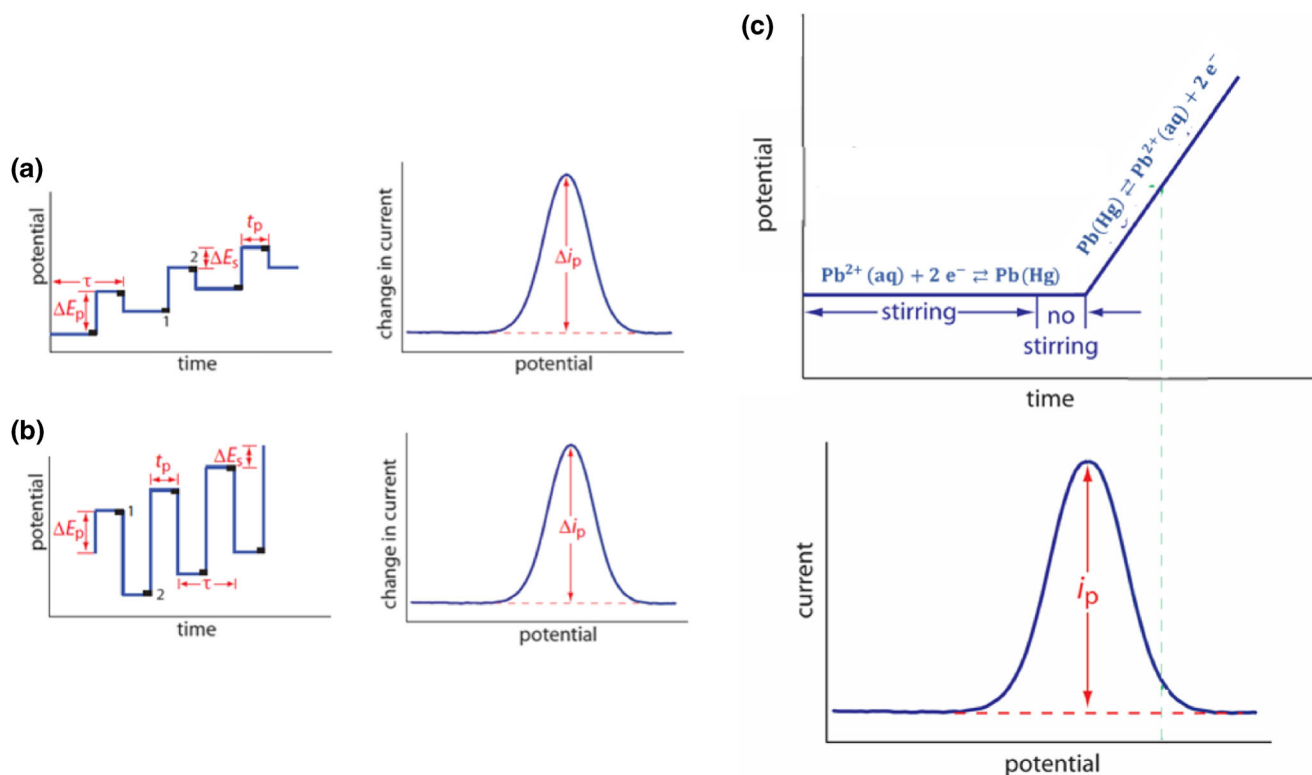 (a)
potential
τ
ΔEp
tp
2
ΔEs
1
time
change in current
Δip
potential
(b)
potential
ΔEp
tp
1
2
τ
ΔEs
time
change in current
Δip
potential
(c)
potential
Pb²⁺ (aq) + 2 e⁻ ⇄ Pb(Hg)
Pb(Hg) ⇄ Pb²⁺(aq) + 2 e⁻
stirring
no
stirring
time
current
ip
potential